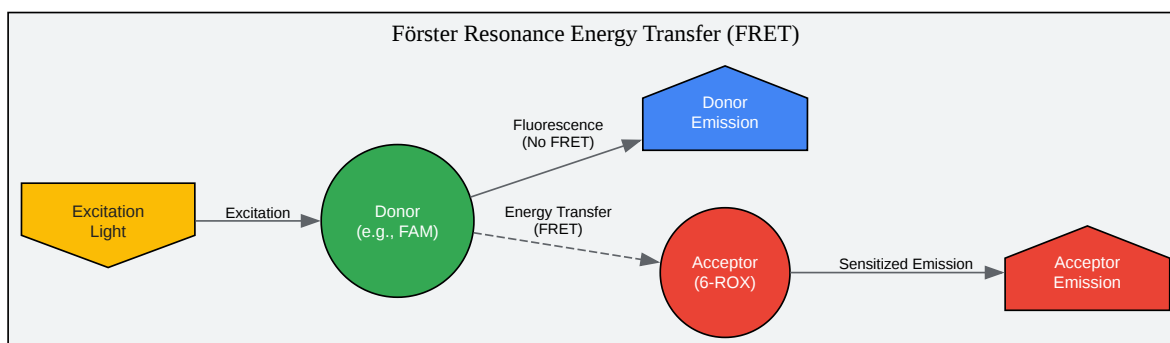 Förster Resonance Energy Transfer (FRET)
Excitation
Light
Excitation
Donor
(e.g., FAM)
Fluorescence
(No FRET)
Donor
Emission
Energy Transfer
(FRET)
Acceptor
(6-ROX)
Sensitized Emission
Acceptor
Emission